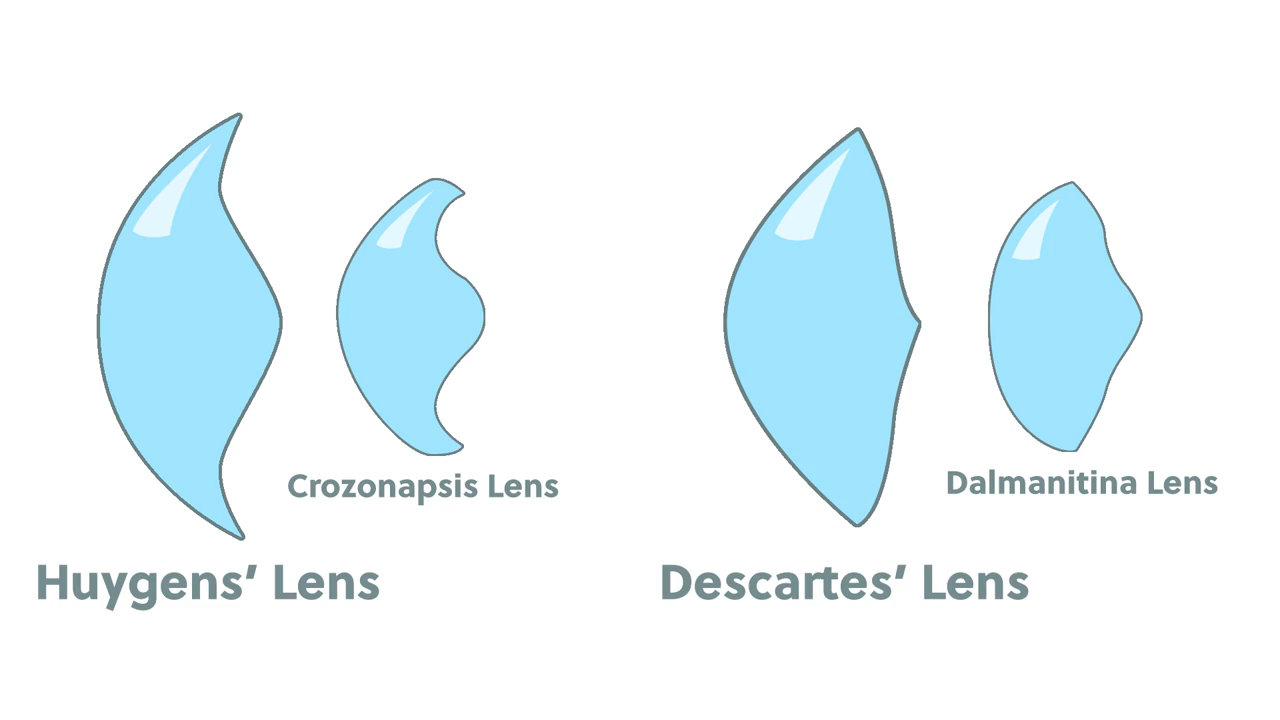 Crozonapsis Lens
Huygens’ Lens
Dalmanitina Lens
Descartes’ Lens